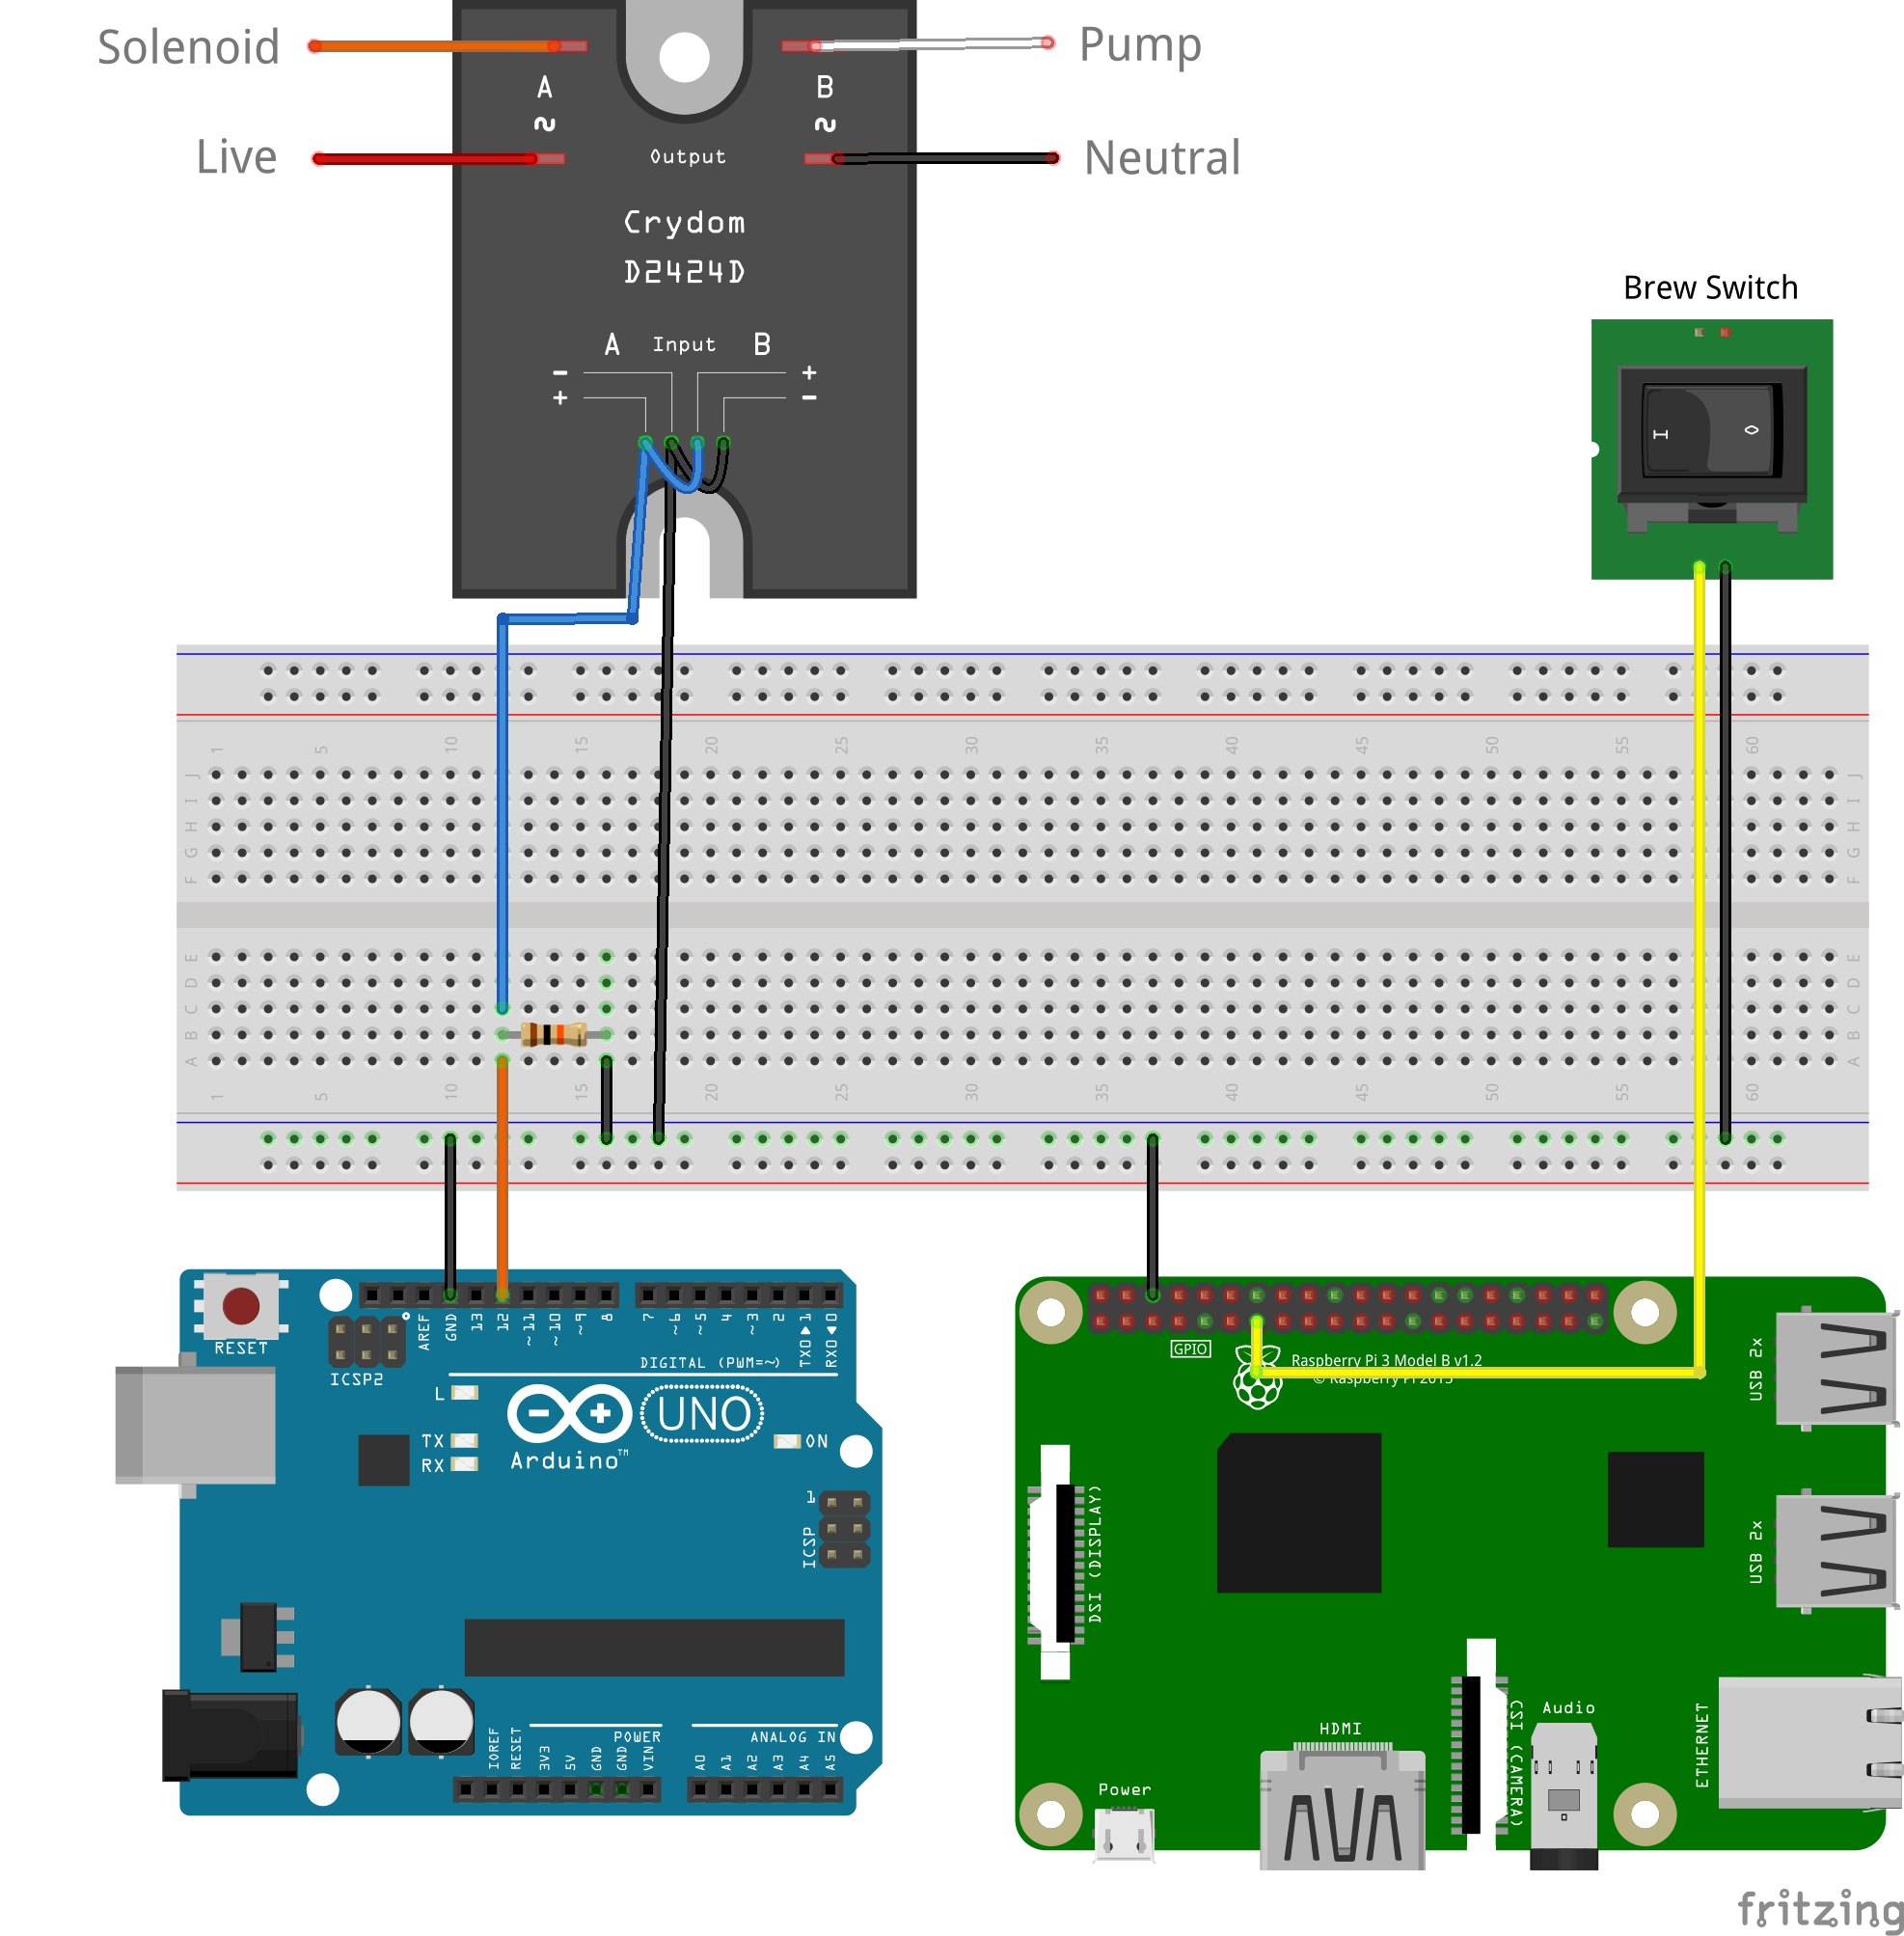 Solenoid
Pump
A
B
Live
Output
Neutral
Crydom
D2424D
A Input B
- +
+ -
Brew Switch
I O
1 5 10 15 20 25 30 35 40 45 50 55 60
J J
I I
H H
G G
F F
E E
D D
C C
B B
A A
1 5 10 15 20 25 30 35 40 45 50 55 60
RESET
ICSP2
AREF
GND
13
12
~11
~10
~9
8
7
~6
~5
4
~3
2
TX0▶1
RX0◀0
DIGITAL (PWM=~)
L
TX
RX
UNO
ON
Arduino™
1
ICSP
POWER
ANALOG IN
IOREF
RESET
3V3
5V
GND
GND
VIN
A0
A1
A2
A3
A4
A5
GPIO
Raspberry Pi 3 Model B v1.2
© Raspberry Pi 2015
USB 2x
USB 2x
DSI (DISPLAY)
CSI (CAMERA)
Audio
HDMI
ETHERNET
Power
fritzing